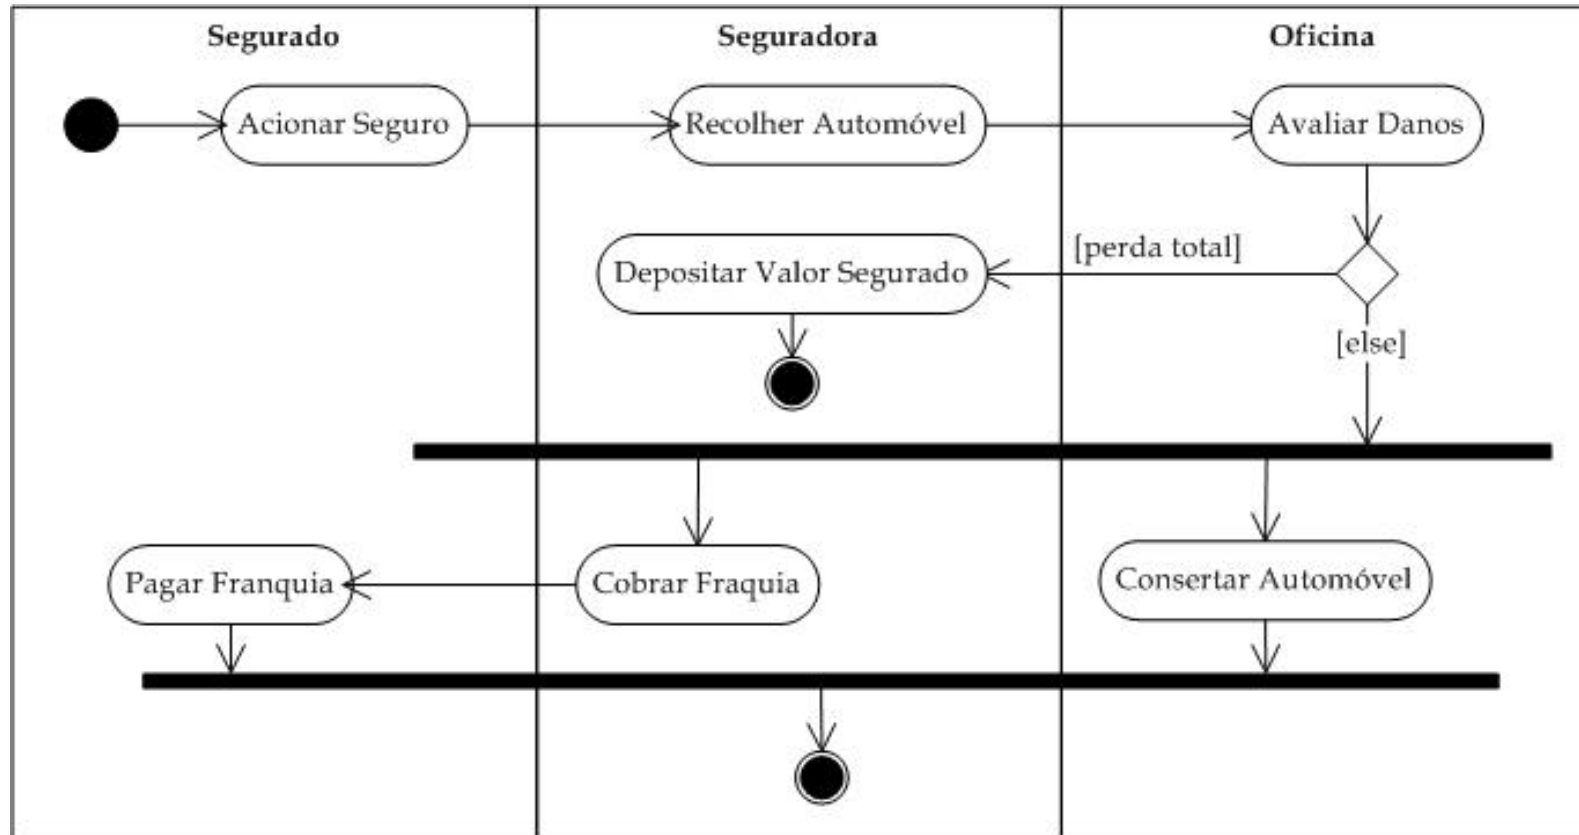 Segurado
Seguradora
Oficina
Acionar Seguro
Recolher Automóvel
Avaliar Danos
[perda total]
Depositar Valor Segurado
[else]
Pagar Franquia
Cobrar Fraquia
Consertar Automóvel